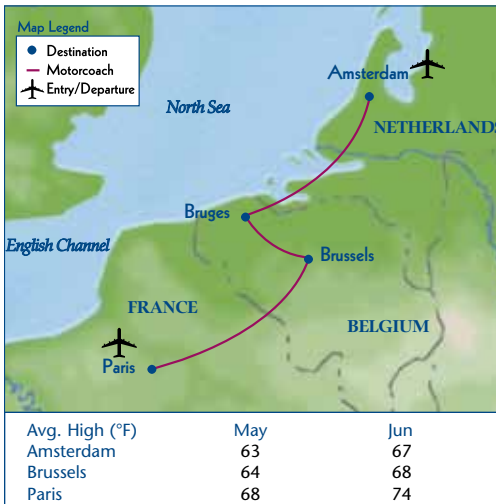 Map Legend
Destination
Motorcoach
Entry/Departure
Amsterdam
North Sea
NETHERLANDS
Bruges
English Channel
Brussels
FRANCE
BELGIUM
Paris
Avg. High (°F) May Jun
Amsterdam 63 67
Brussels 64 68
Paris 68 74